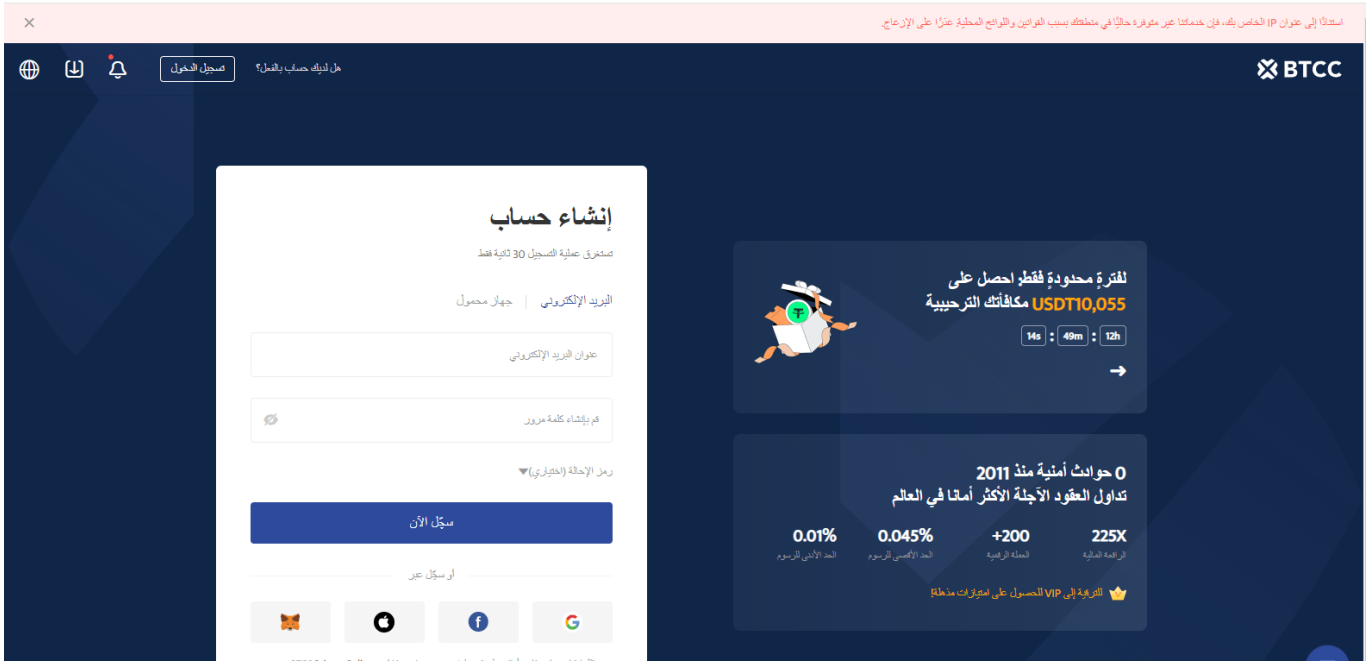 استنادًا إلى عنوان IP الخاص بك، فإن خدماتنا غير متوفرة حاليًا في منطقتك بسبب القوانين واللوائح المحلية. عذرًا على الإزعاج.
BTCC
هل لديك حساب بالفعل؟
تسجيل الدخول
إنشاء حساب
تستغرق عملية التسجيل 30 ثانية فقط
البريد الإلكتروني | جهاز محمول
عنوان البريد الإلكتروني
قم بإنشاء كلمة مرور
رمز الإحالة (اختياري)
سجّل الآن
أو سجّل عبر
لفترةٍ محدودةٍ فقط: احصل على
USDT10,055 مكافأتك الترحيبية
12h : 49m : 14s
0 حوادث أمنية منذ 2011
تداول العقود الآجلة الأكثر أمانا في العالم
225X
الرافعة المالية
200+
العملة الرقمية
0.045%
الحد الأقصى للرسوم
0.01%
الحد الأدنى للرسوم
للترقية إلى VIP للحصول على امتيازات مذهلة!